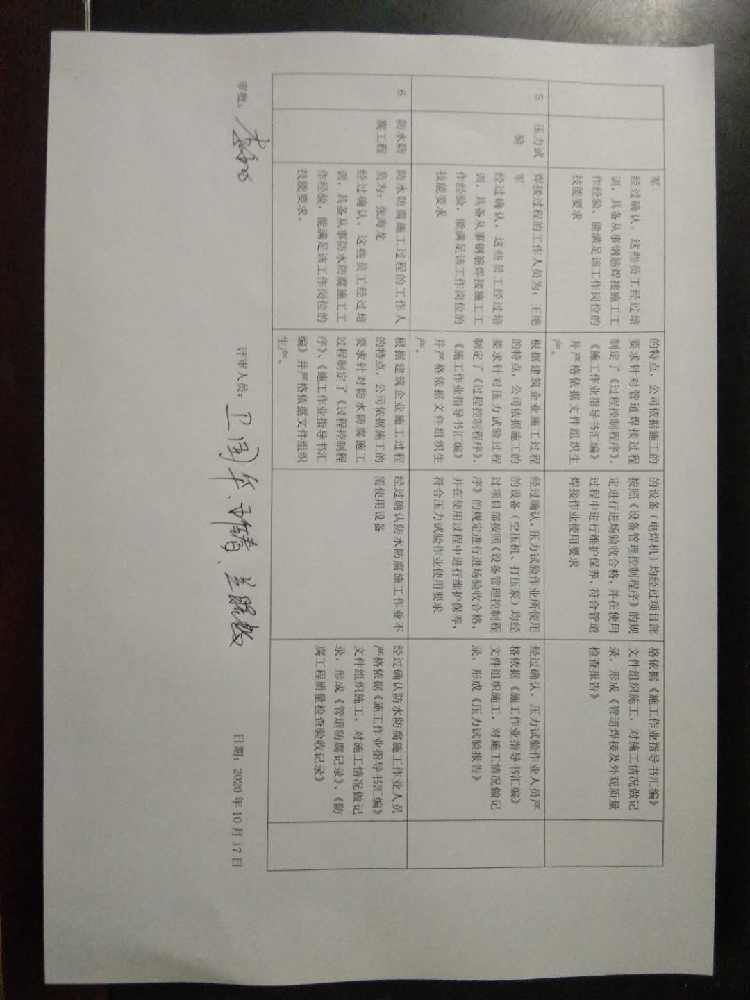 军
经过确认，这些员工经过培
训，具备从事钢筋焊接施工工
作经验，能满足该工作岗位的
技能要求
的特点，公司依据施工的
要求针对管道焊接过程
制定了《过程控制程序》、
《施工作业指导书汇编》
并严格依据文件组织生
产。
的设备（电焊机）均经过项目部
按照《设备管理控制程序》的规
定进行进场验收合格，并在使用
过程中进行维护保养，符合管道
焊接作业使用要求
格依据《施工作业指导书汇编》
文件组织施工，对施工情况做记
录，形成《管道焊接及外观质量
检查报告》
5
压力试
验
焊接过程的工作人员为：王艳
军
经过确认，这些员工经过培
训，具备从事钢筋焊接施工工
作经验，能满足该工作岗位的
技能要求
根据建筑企业施工过程
的特点，公司依据施工的
要求针对压力试验过程
制定了《过程控制程序》、
《施工作业指导书汇编》
并严格依据文件组织生
产。
经过确认，压力试验作业所使用
的设备（空压机、打压泵）均经
过项目部按照《设备管理控制程
序》的规定进行进场验收合格，
并在使用过程中进行维护保养，
符合压力试验作业使用要求
经过确认，压力试验作业人员严
格依据《施工作业指导书汇编》
文件组织施工，对施工情况做记
录，形成《压力试验报告》
6
防水防
腐工程
防水防腐施工过程的工作人
员为：张海龙
经过确认，这些员工经过培
训，具备从事防水防腐施工工
作经验，能满足该工作岗位的
技能要求。
根据建筑企业施工过程
的特点，公司依据施工的
要求针对防水防腐施工
过程制定了《过程控制程
序》、《施工作业指导书汇
编》并严格依据文件组织
生产。
经过确认防水防腐施工作业不
需使用设备
经过确认防水防腐施工作业人员
严格依据《施工作业指导书汇编》
文件组织施工，对施工情况做记
录，形成《管道防腐记录》、《防
腐工程质量检查验收记录》
审批：
评审人员：卫国华、
日期：2020年10月17日